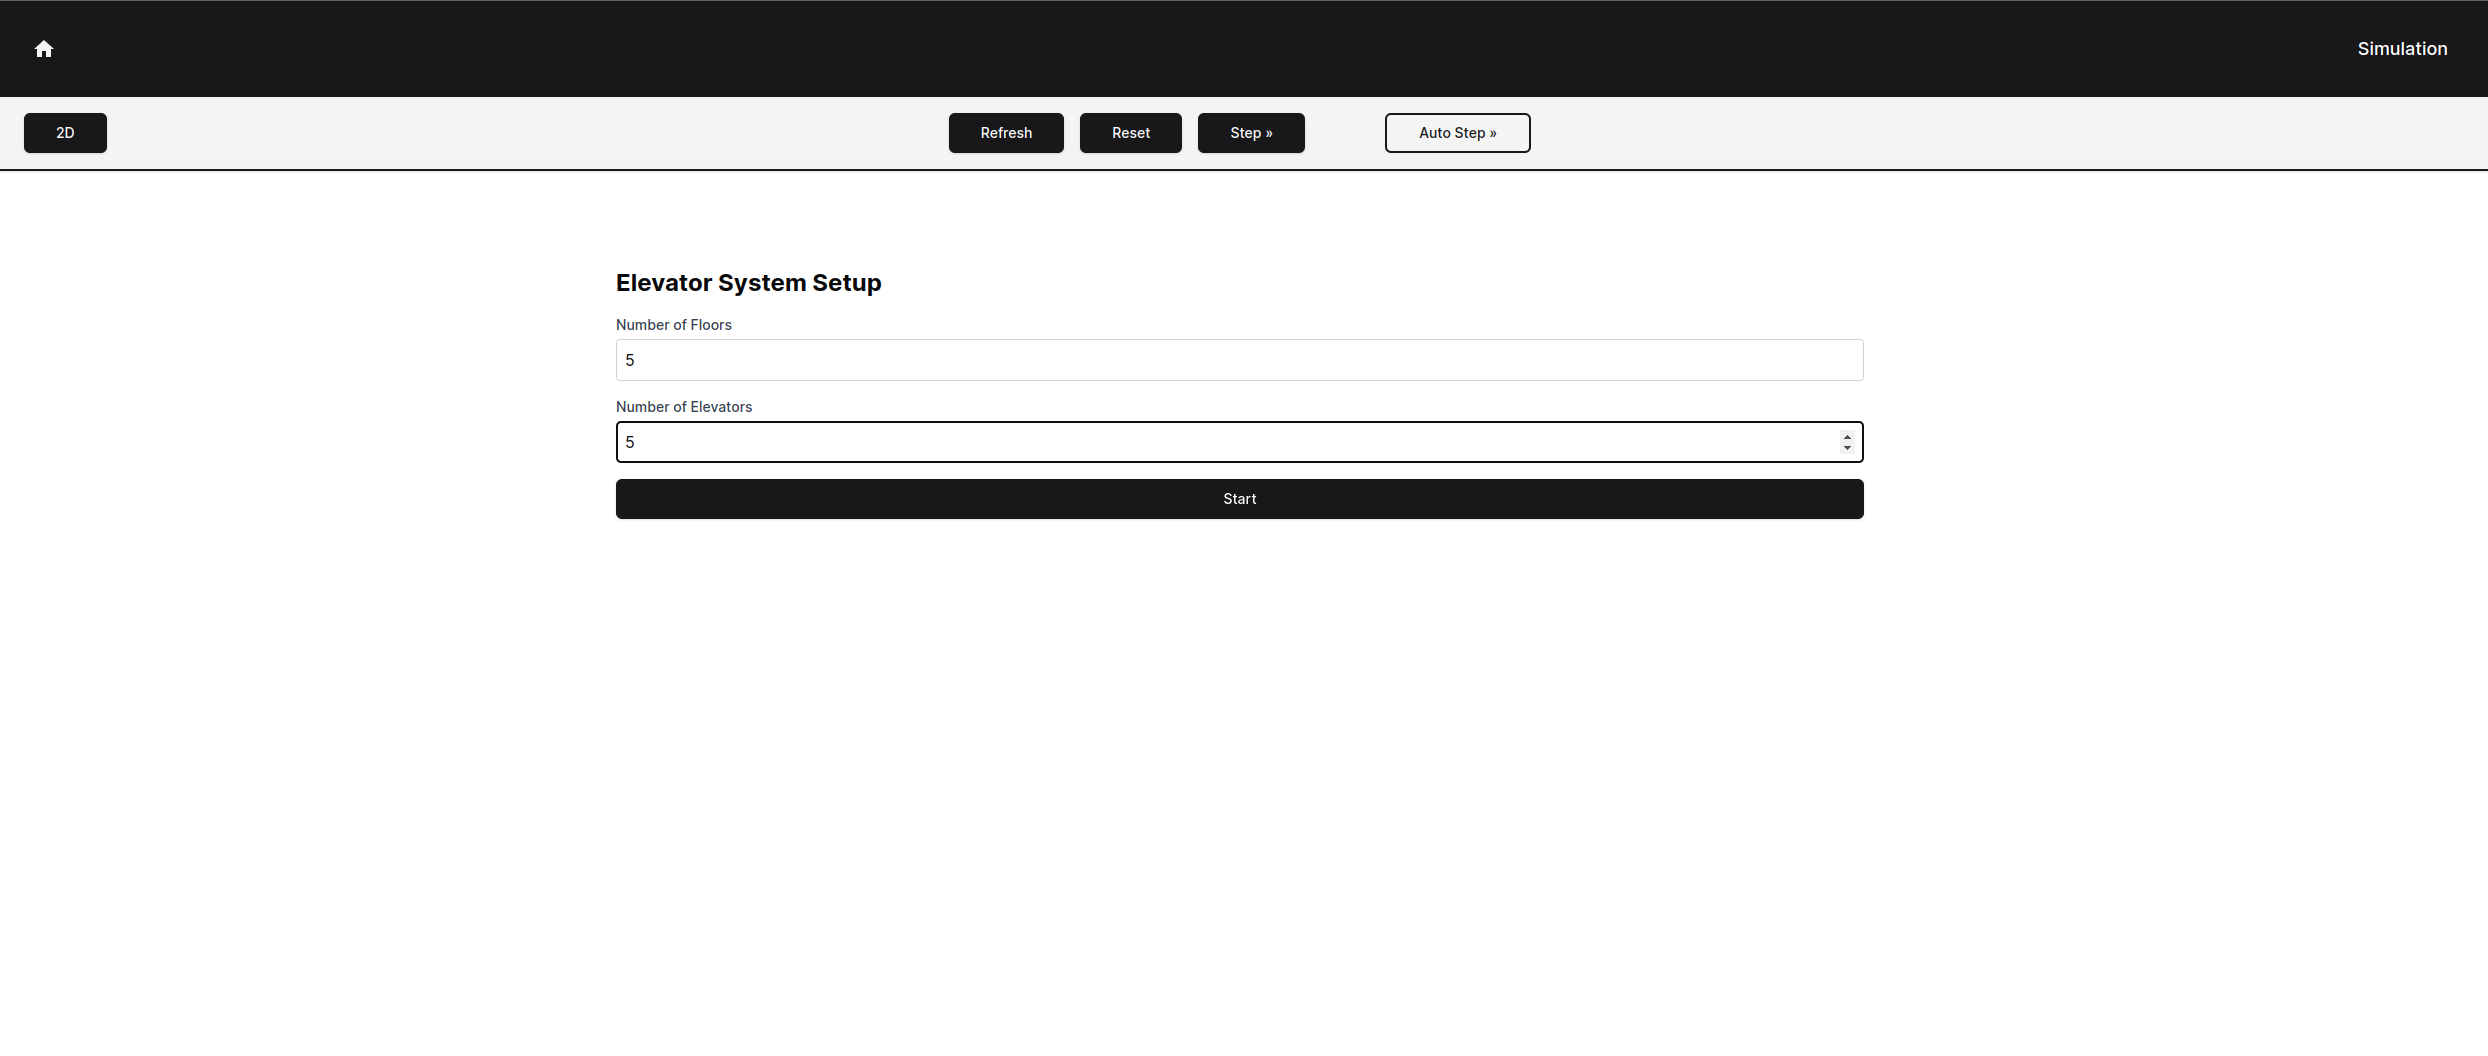 Simulation
2D
Refresh
Reset
Step »
Auto Step »
Elevator System Setup
Number of Floors
5
Number of Elevators
5
Start